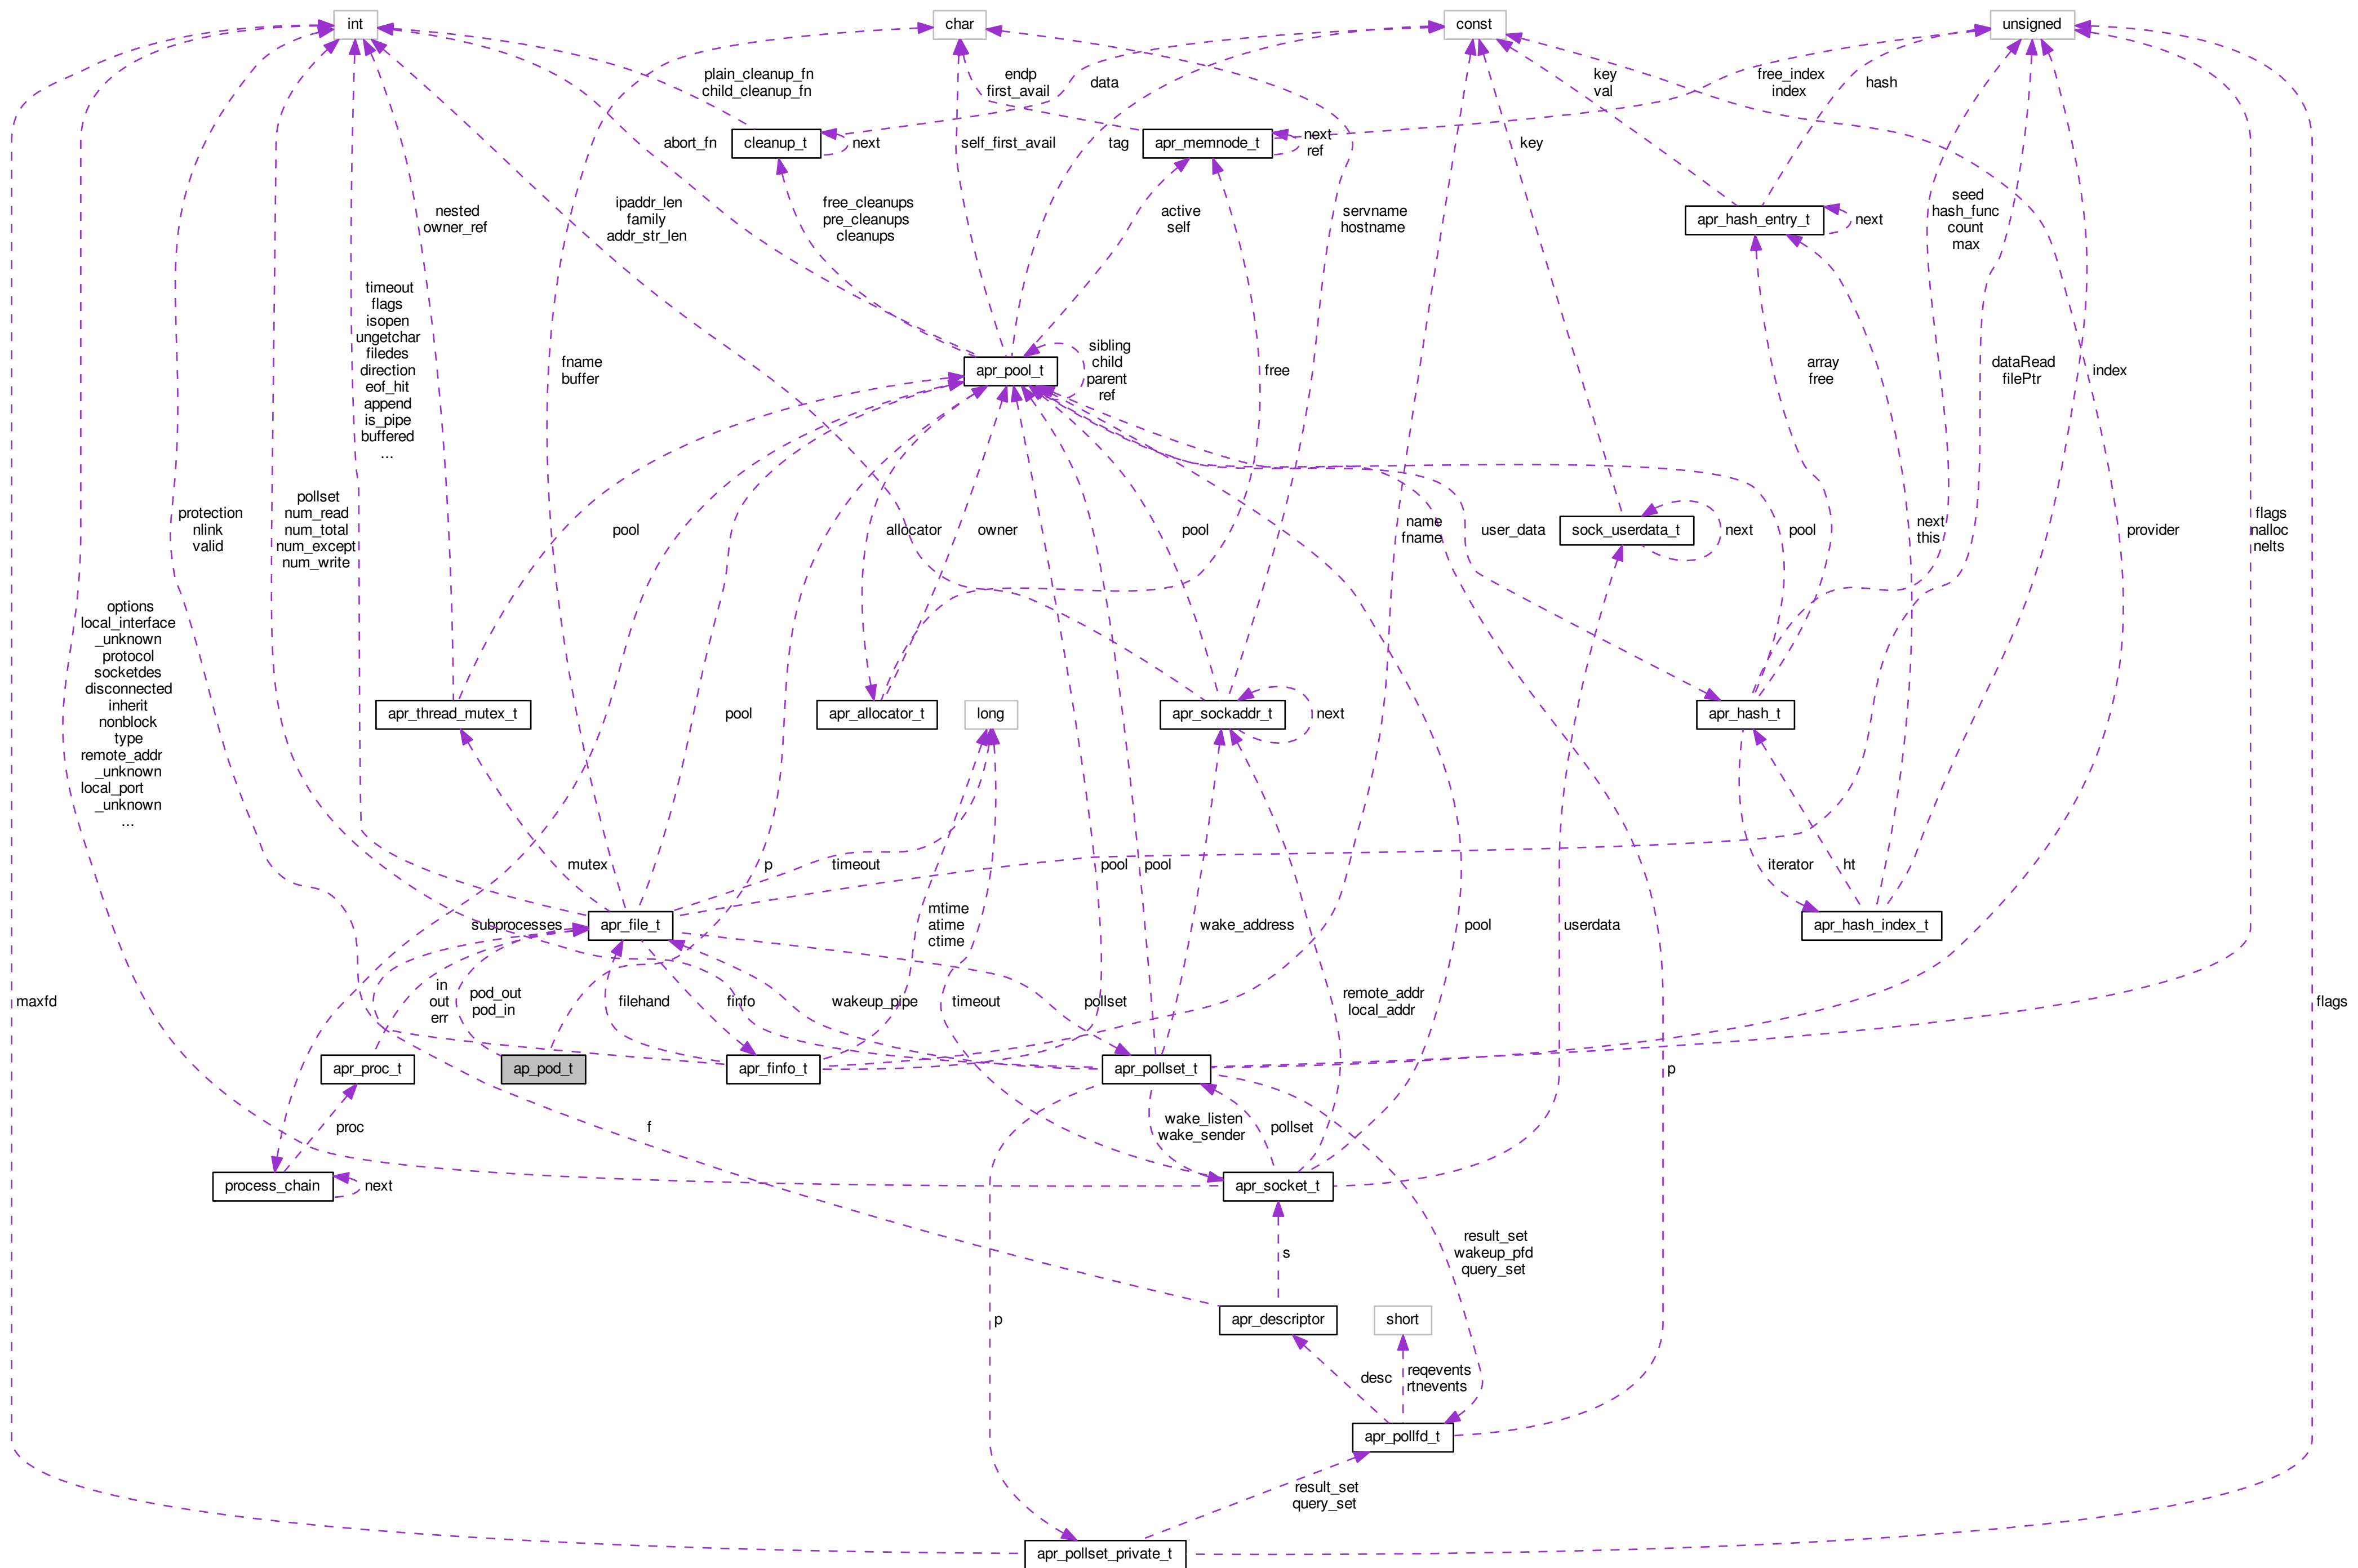 int
char
const
unsigned
plain_cleanup_fn
child_cleanup_fn
endp
first_avail
data
key
val
free_index
index
hash
abort_fn
cleanup_t
next
self_first_avail
tag
apr_memnode_t
next
ref
key
nested
owner_ref
ipaddr_len
family
addr_str_len
free_cleanups
pre_cleanups
cleanups
active
self
servname
hostname
apr_hash_entry_t
next
seed
hash_func
count
max
timeout
flags
isopen
ungetchar
filedes
direction
eof_hit
append
is_pipe
buffered
...
fname
buffer
apr_pool_t
sibling
child
parent
ref
free
array
free
dataRead
filePtr
index
protection
nlink
valid
pollset
num_read
num_total
num_except
num_write
pool
allocator
owner
pool
name
fname
user_data
sock_userdata_t
next
pool
next
this
provider
flags
nalloc
nelts
options
local_interface
_unknown
protocol
socketdes
disconnected
inherit
nonblock
type
remote_addr
_unknown
local_port
_unknown
...
apr_thread_mutex_t
pool
apr_allocator_t
long
apr_sockaddr_t
next
apr_hash_t
mutex
p
timeout
pool
pool
iterator
ht
subprocesses
apr_file_t
mtime
atime
ctime
wake_address
pool
userdata
apr_hash_index_t
maxfd
in
out
err
pod_out
pod_in
filehand
finfo
wakeup_pipe
timeout
pollset
remote_addr
local_addr
flags
apr_proc_t
ap_pod_t
apr_finfo_t
apr_pollset_t
p
proc
f
wake_listen
wake_sender
pollset
process_chain
next
apr_socket_t
s
result_set
wakeup_pfd
query_set
p
apr_descriptor
short
desc
reqevents
rtnevents
apr_pollfd_t
result_set
query_set
apr_pollset_private_t